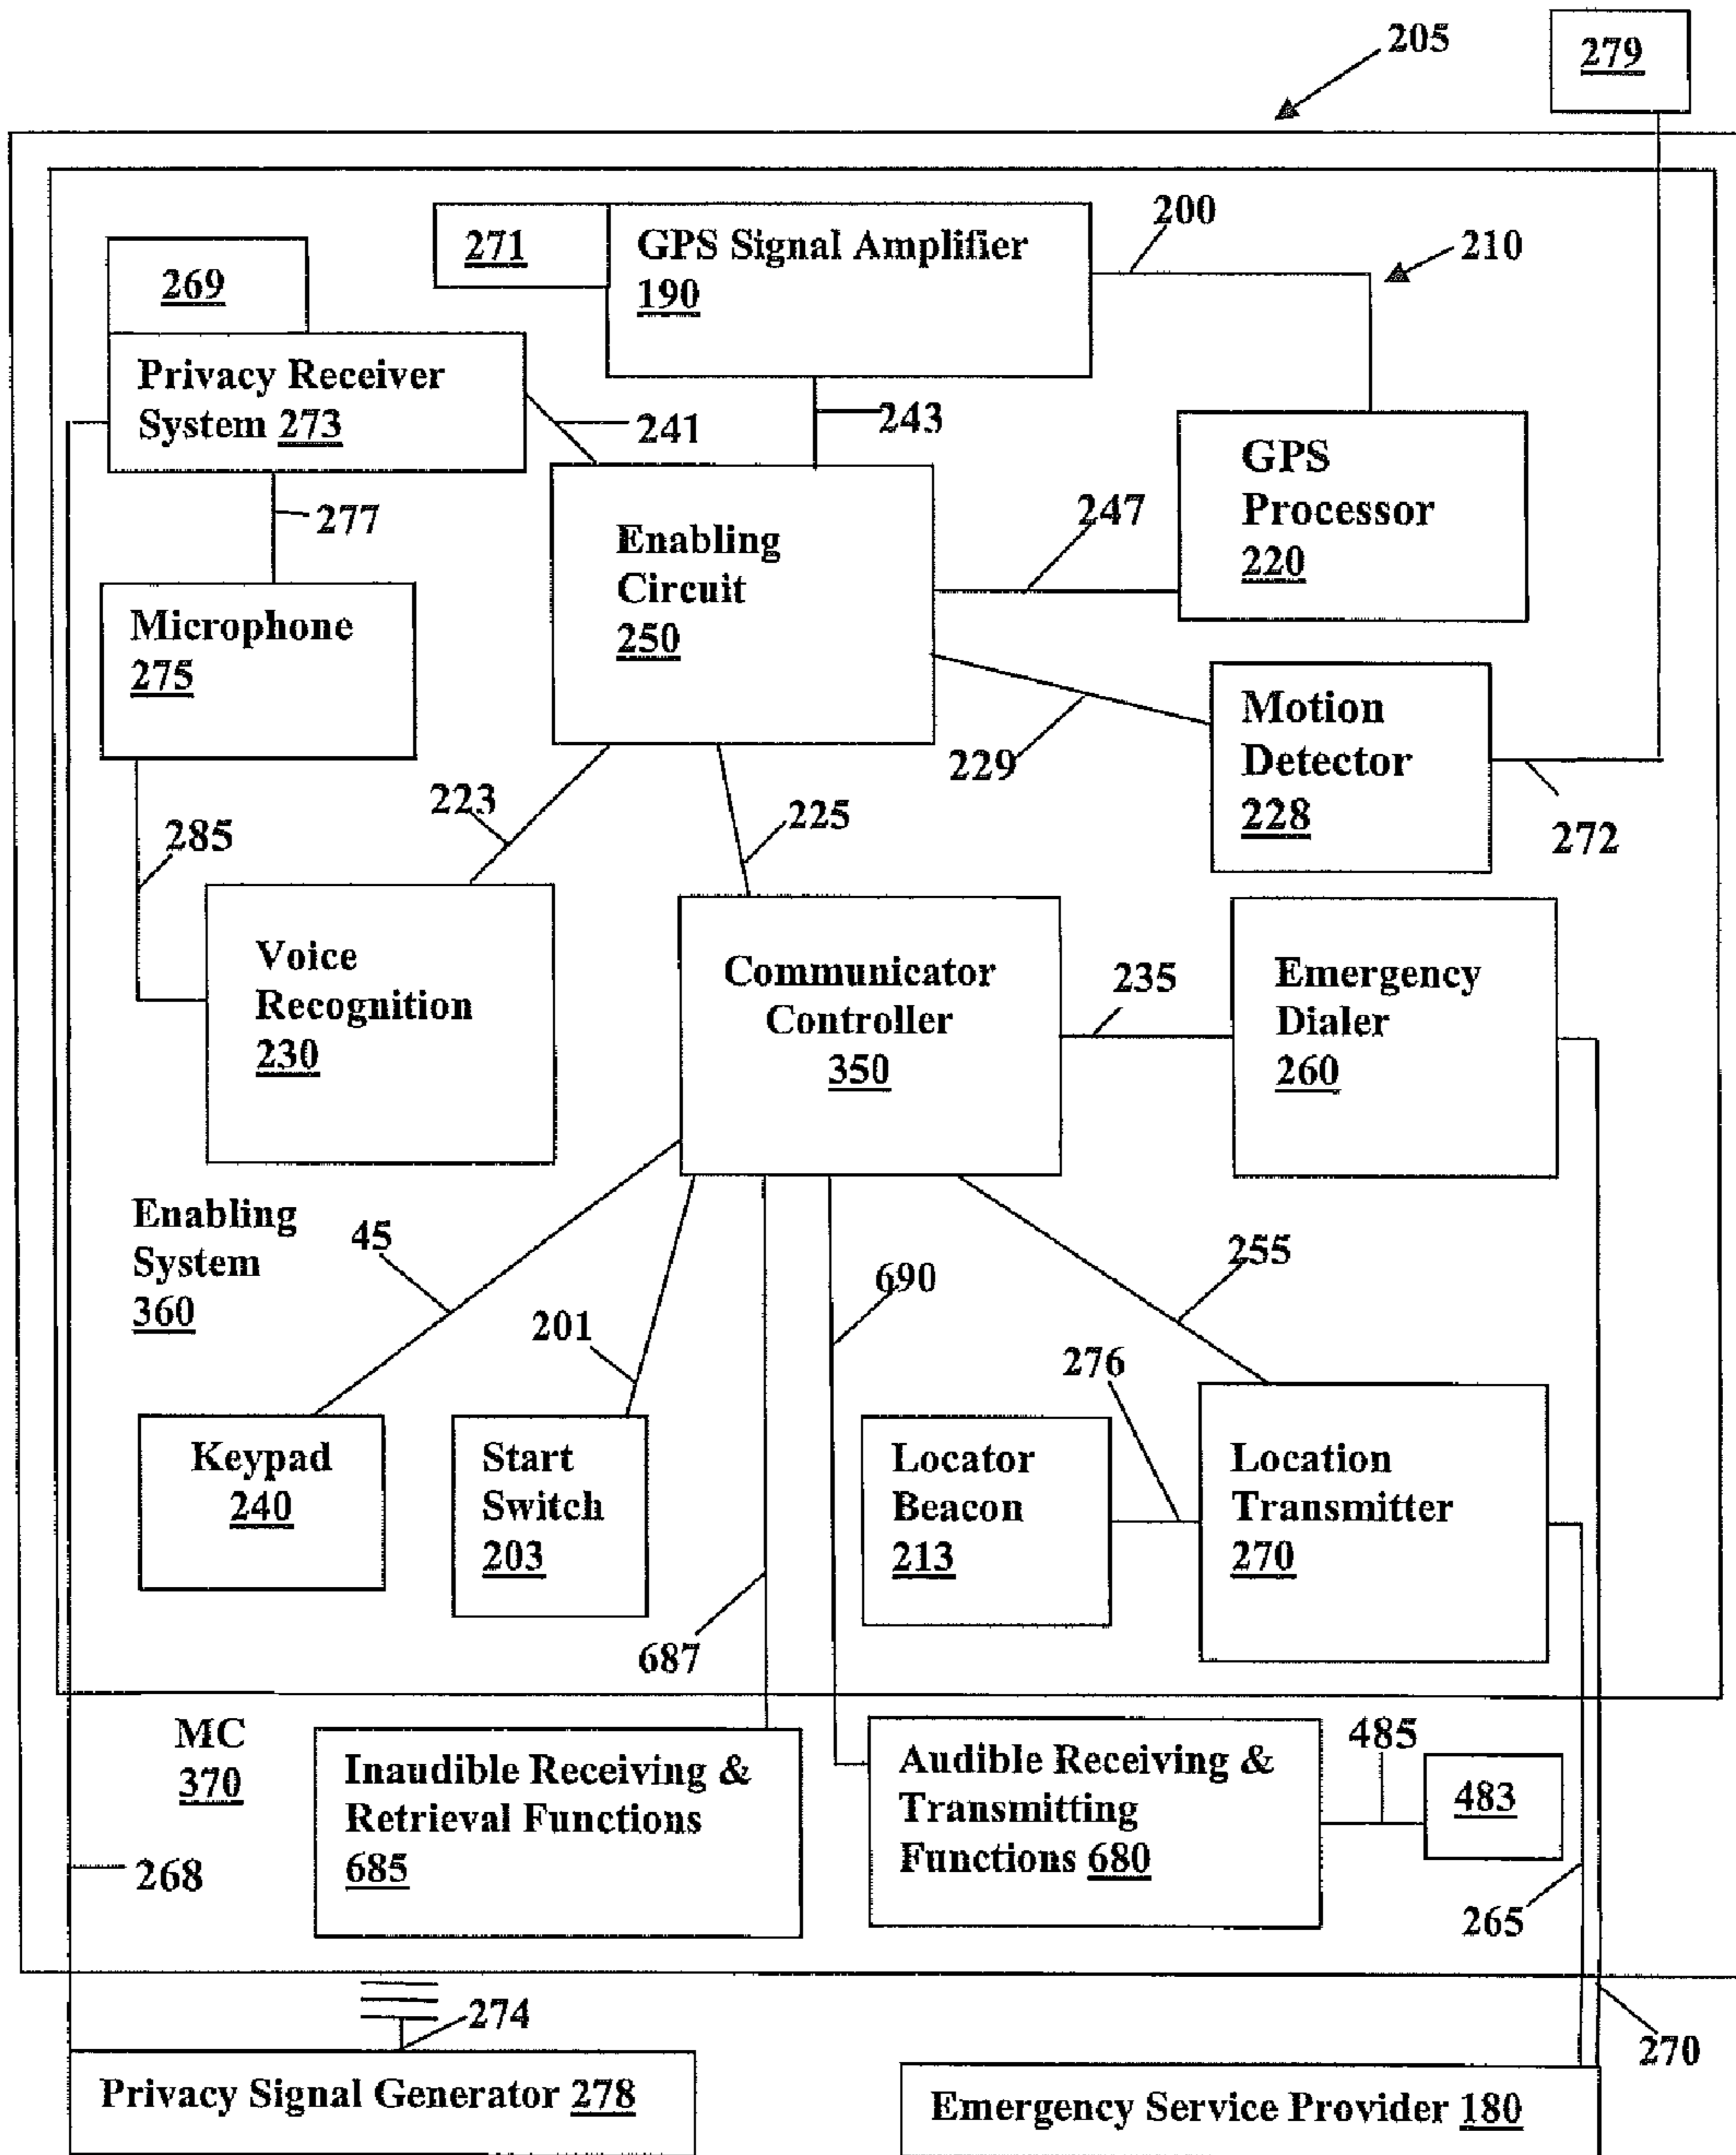 205
279
200
271
GPS Signal Amplifier
190
210
269
Privacy Receiver
System 273
241
243
GPS
Processor
220
277
247
Enabling
Circuit
250
Microphone
275
Motion
Detector
228
229
272
223
225
285
Voice
Recognition
230
Communicator
Controller
350
235
Emergency
Dialer
260
Enabling
System
360
45
201
690
255
276
Keypad
240
Start
Switch
203
Locator
Beacon
213
Location
Transmitter
270
687
MC
370
Inaudible Receiving &
Retrieval Functions
685
Audible Receiving &
Transmitting
Functions 680
485
483
268
265
274
270
Privacy Signal Generator 278
Emergency Service Provider 180